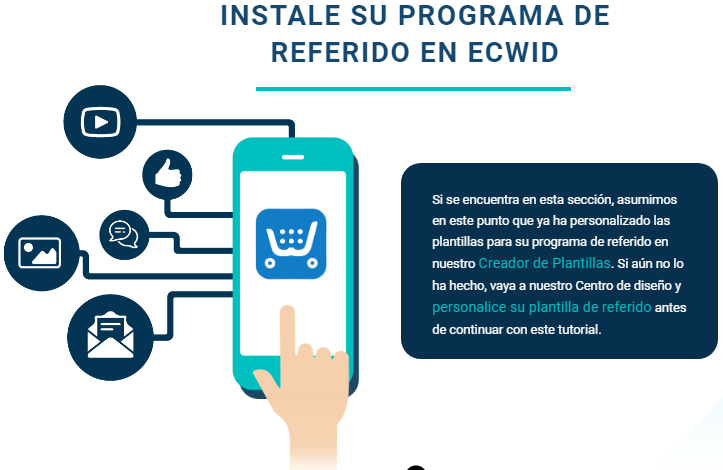 INSTALE SU PROGRAMA DE
REFERIDO EN ECWID
Si se encuentra en esta sección, asumimos
en este punto que ya ha personalizado las
plantillas para su programa de referido en
nuestro Creador de Plantillas. Si aún no lo
ha hecho, vaya a nuestro Centro de diseño y
personalice su plantilla de referido antes
de continuar con este tutorial.